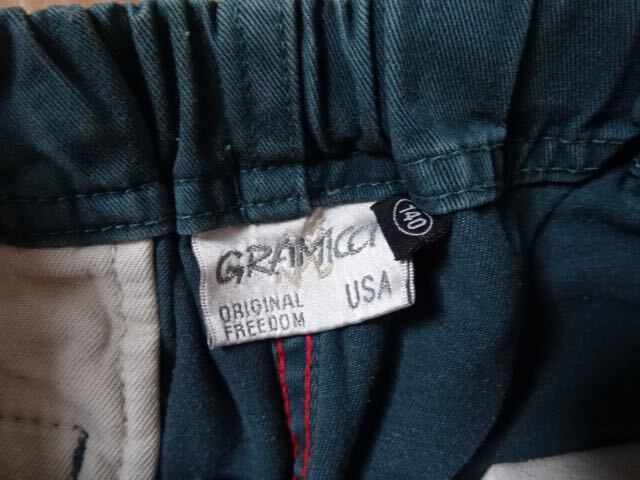 GRAMICCI
140
ORIGINAL
FREEDOM
USA